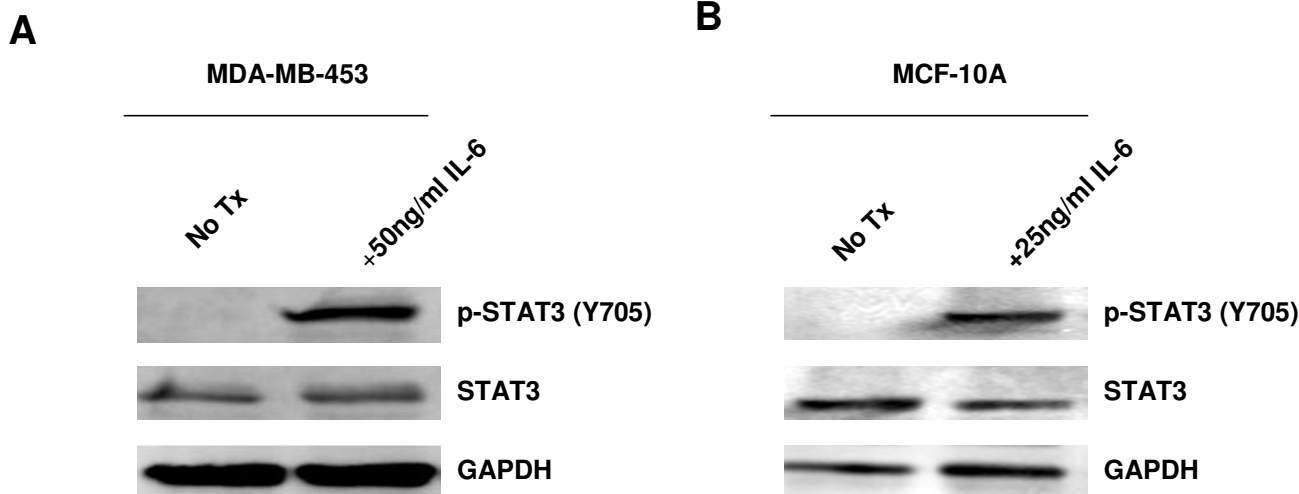 A
MDA-MB-453
No Tx
+50ng/ml IL-6
p-STAT3 (Y705)
STAT3
GAPDH
B
MCF-10A
No Tx
+25ng/ml IL-6
p-STAT3 (Y705)
STAT3
GAPDH